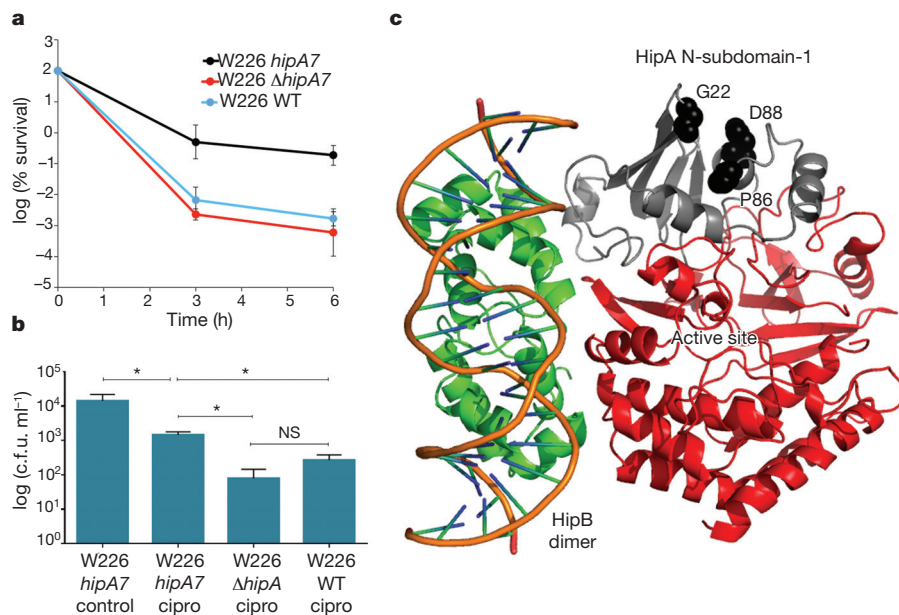 a
log (% survival)
2
1
0
−1
−2
−3
−4
−5
0
1
2
3
4
5
6
Time (h)
W226 hipA7
W226 ΔhipA7
W226 WT
b
log (c.f.u. ml⁻¹)
10⁵
10⁴
10³
10²
10¹
10⁰
*
*
*
NS
W226
hipA7
control
W226
hipA7
cipro
W226
ΔhipA
cipro
W226
WT
cipro
c
HipA N-subdomain-1
G22
D88
P86
Active site
HipB
dimer